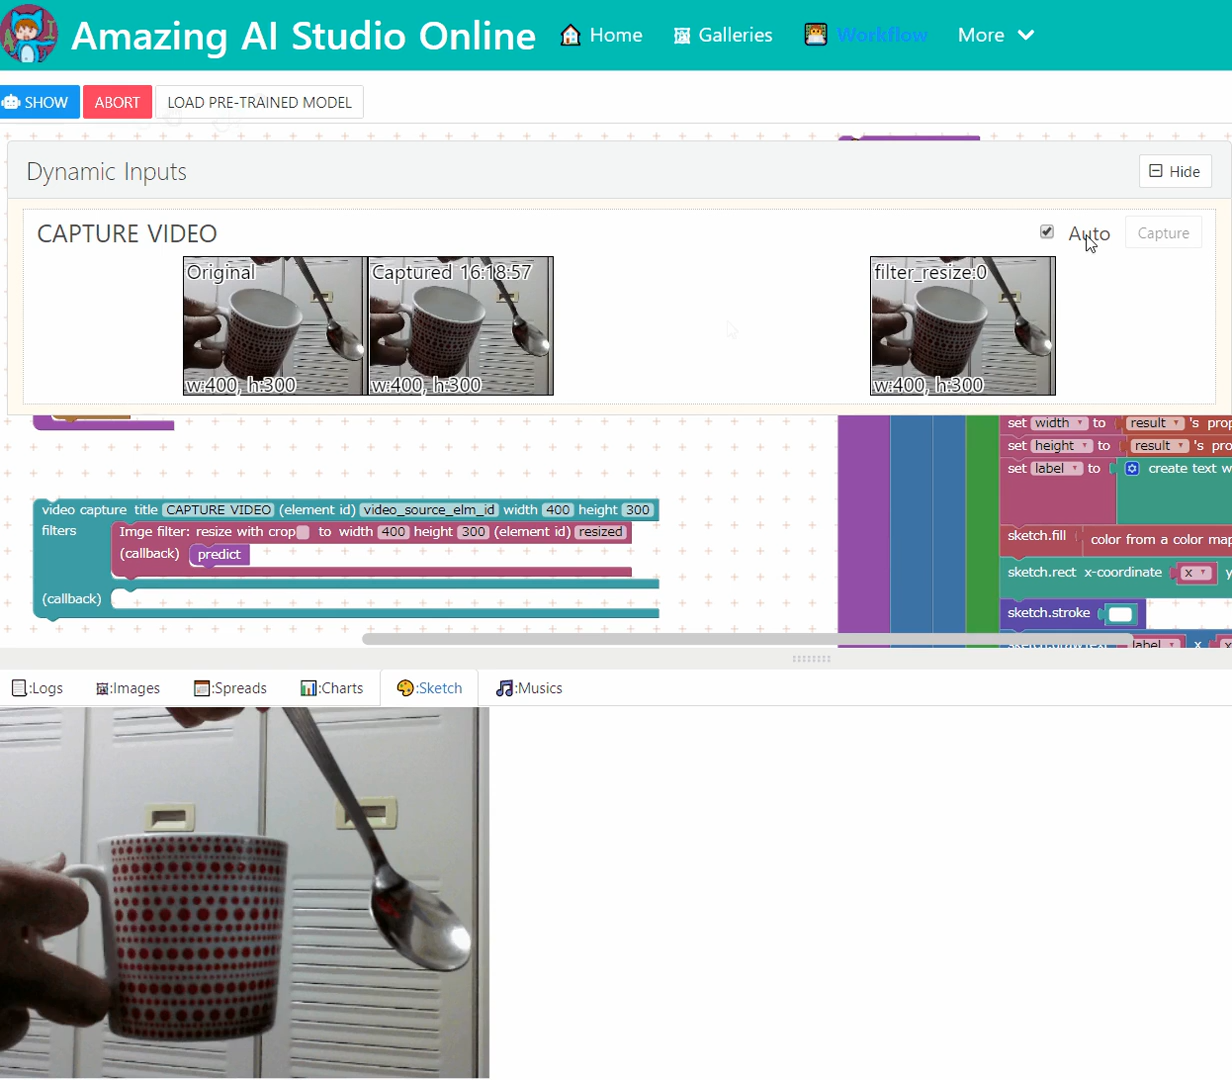 Amazing AI Studio Online Home Galleries Workflow More
SHOW ABORT LOAD PRE-TRAINED MODEL
Dynamic Inputs Hide
CAPTURE VIDEO Auto Capture
Original Captured 16:18:57 filter_resize:0
w:400, h:300 w:400, h:300 w:400, h:300
set width to result 's prop
set height to result 's pro
set label to create text w
video capture title CAPTURE VIDEO (element id) video_source_elm_id width 400 height 300
filters Imge filter: resize with crop to width 400 height 300 (element id) resized
(callback) predict
sketch.fill color from a color map
sketch.rect x-coordinate x y
(callback)
sketch.stroke
label x
:Logs :Images :Spreads :Charts :Sketch :Musics